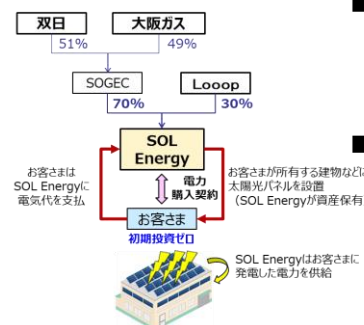 双日
大阪ガス
51%
49%
SOGEC
Looop
70%
30%
SOL
Energy
お客さまは
SOL Energyに
電気代を支払
電力
購入契約
お客さまが所有する建物などに
太陽光パネルを設置
(SOL Energyが資産保有
お客さま
初期投資ゼロ
SOL Energyはお客さまに
発電した電力を供給